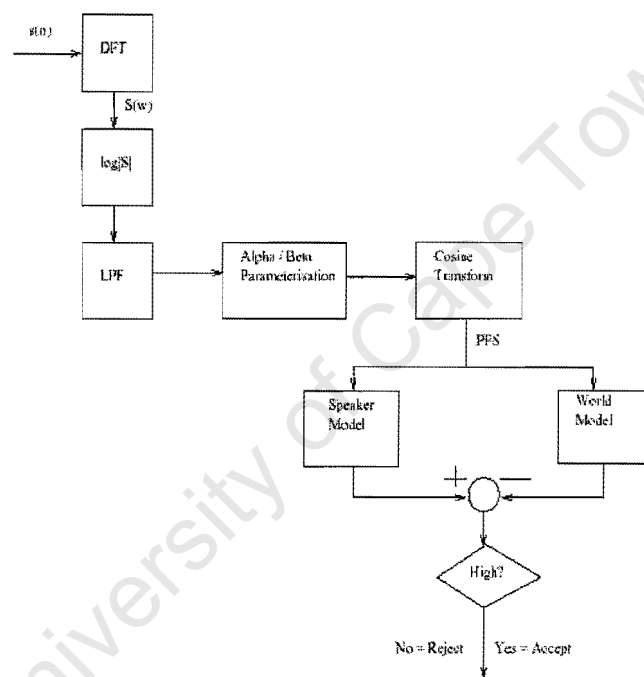 s(n)
DFT
S(w)
log|S|
LPF
Alpha / Beta
Parameterisation
Cosine
Transform
PFS
Speaker
Model
World
Model
+
—
High?
No = Reject
Yes = Accept
University of Cape Tow